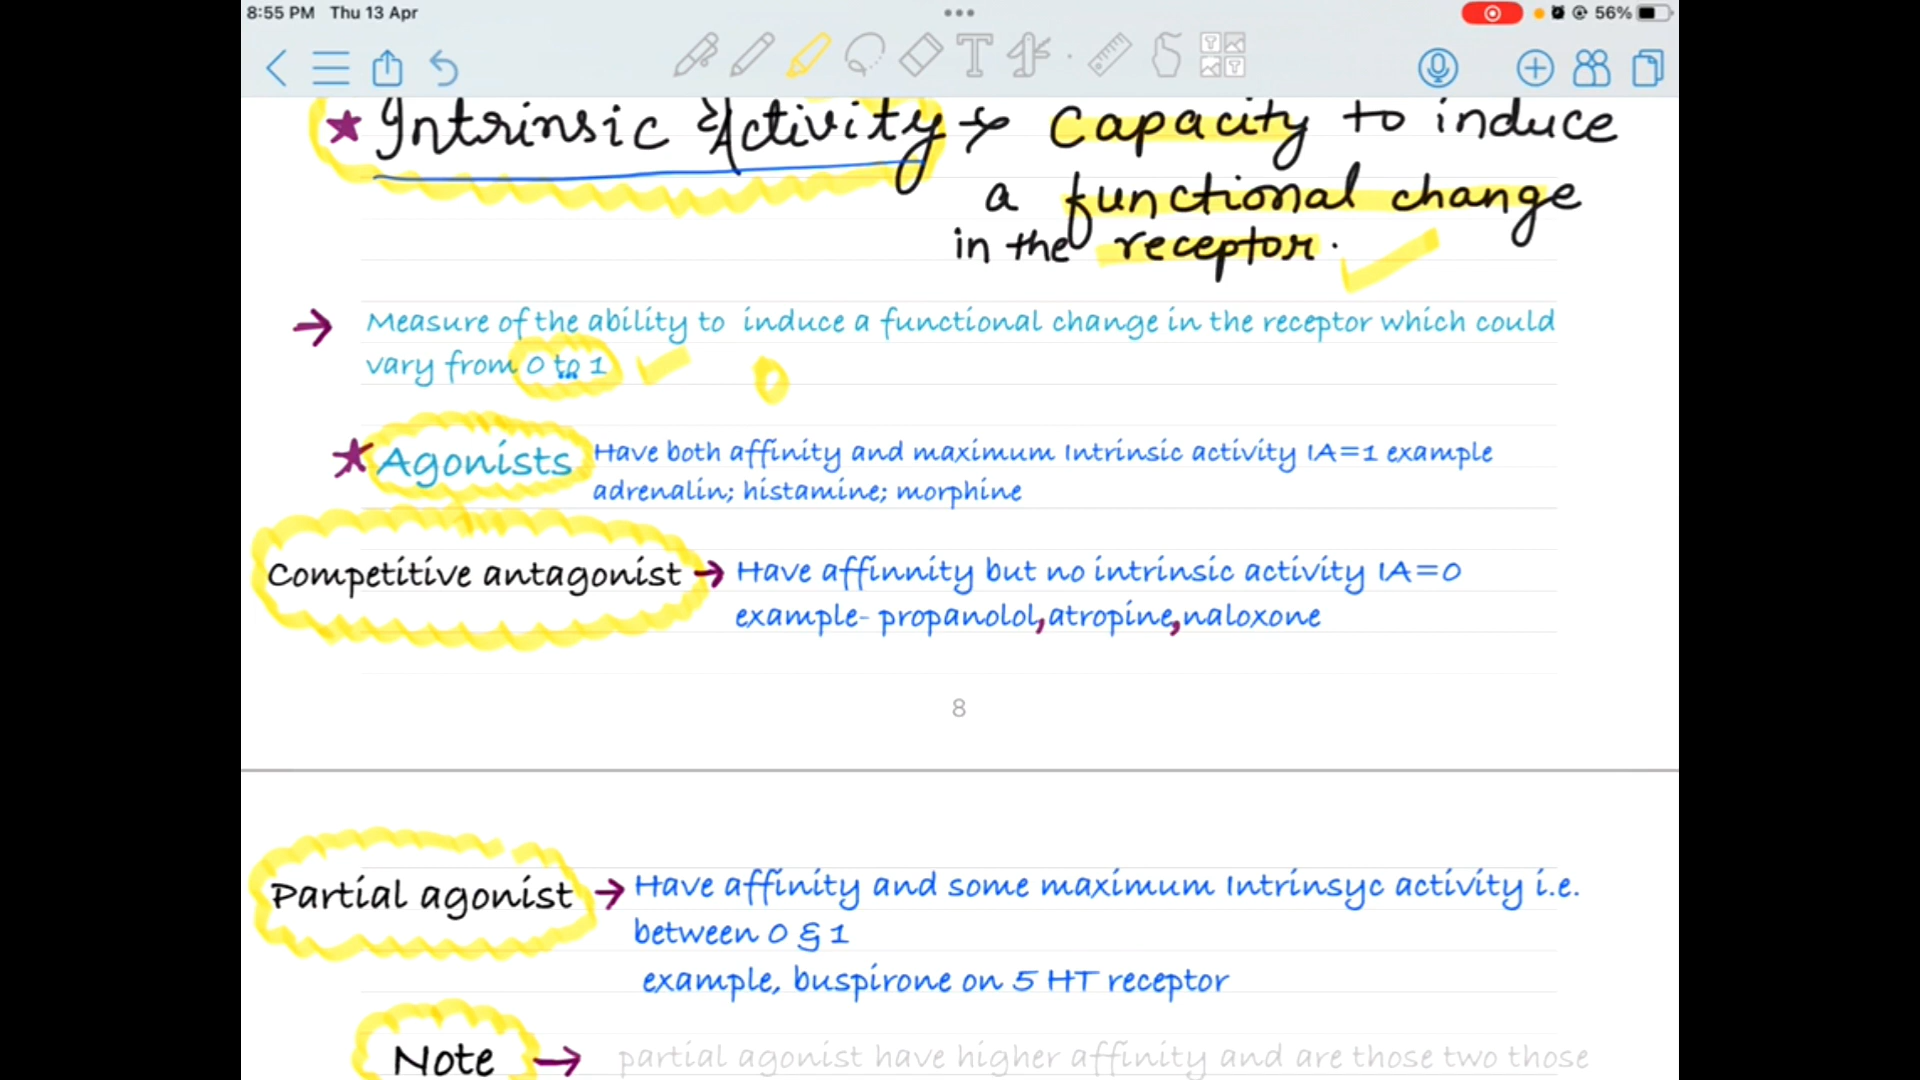 8:55 PM Thu 13 Apr
56%
Intrinsic Activity → Capacity to induce
a functional change
in the receptor.
Measure of the ability to induce a functional change in the receptor which could
vary from 0 to 1
0
Agonists Have both affinity and maximum Intrinsic activity IA=1 example
adrenalin; histamine; morphine
Competitive antagonist → Have affinnity but no intrinsic activity IA=0
example- propanolol, atropine, naloxone
8
Partial agonist → Have affinity and some maximum Intrinsyc activity i.e.
between 0 & 1
example, buspirone on 5 HT receptor
Note → partial agonist have higher affinity and are those two those